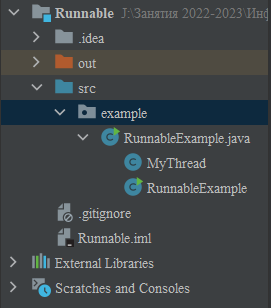 Runnable J:\Занятия 2022-2023\Инф
.idea
out
src
example
RunnableExample.java
MyThread
RunnableExample
.gitignore
Runnable.iml
External Libraries
Scratches and Consoles